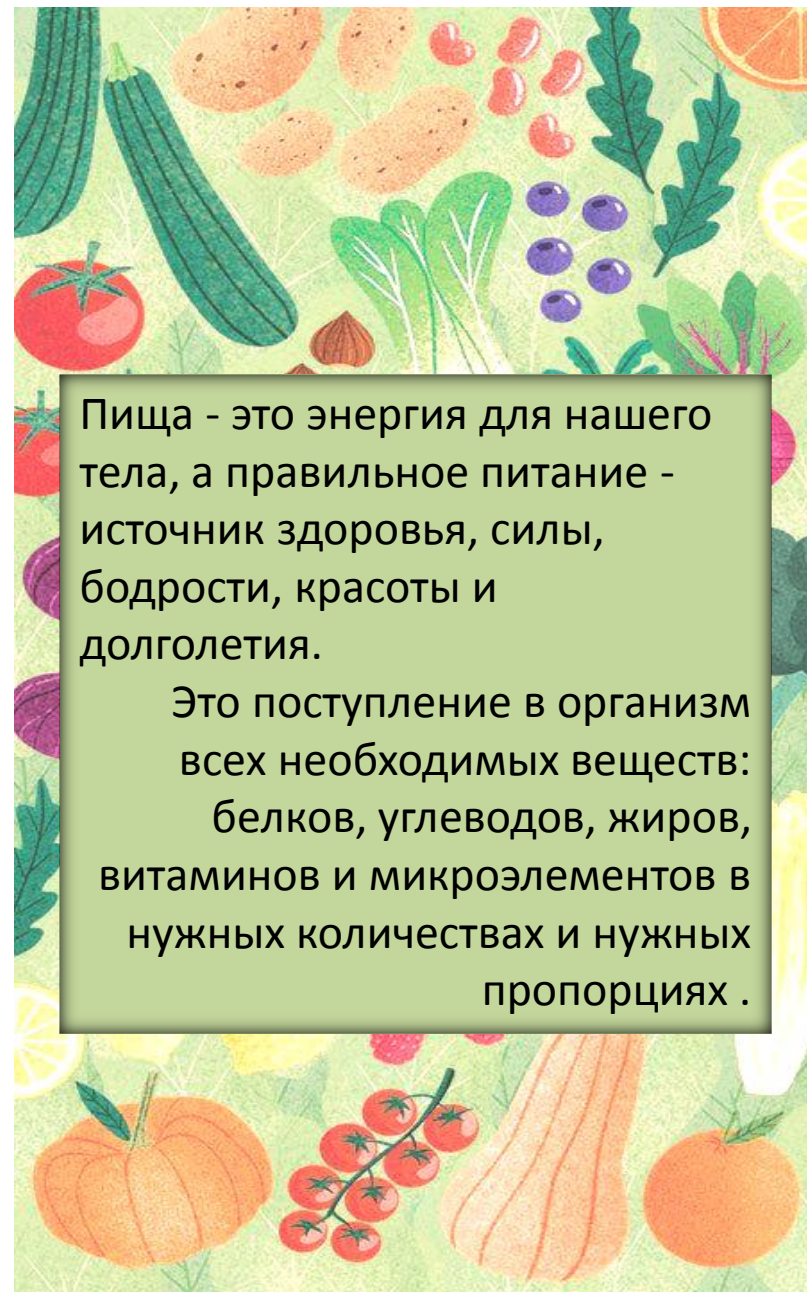 Пища - это энергия для нашего
тела, а правильное питание -
источник здоровья, силы,
бодрости, красоты и
долголетия.
Это поступление в организм
всех необходимых веществ:
белков, углеводов, жиров,
витаминов и микроэлементов в
нужных количествах и нужных
пропорциях .